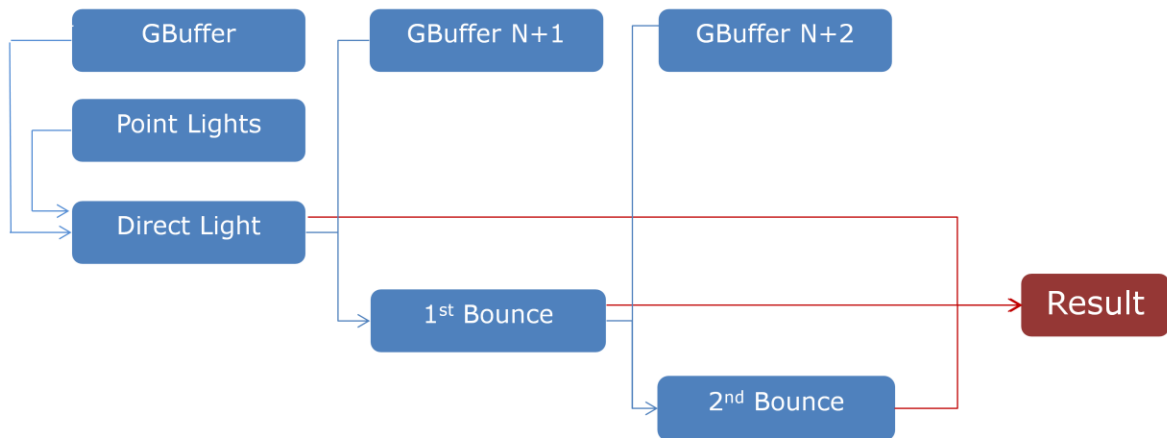 GBuffer
GBuffer N+1
GBuffer N+2
Point Lights
Direct Light
1st Bounce
Result
2nd Bounce